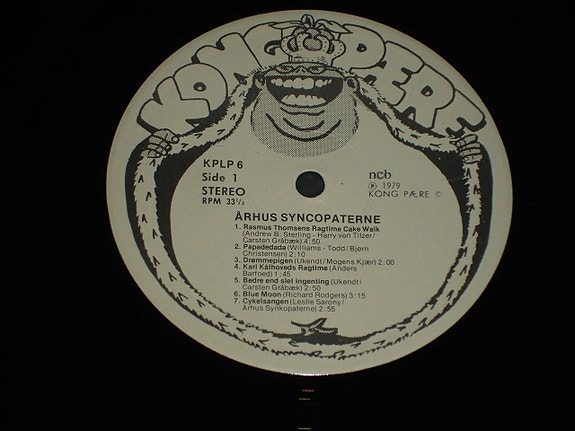 KONG PÆRE
KPLP 6
Side 1
STEREO
RPM 33⅓
ncb
Ⓟ 1979
KONG PÆRE ©
ÅRHUS SYNCOPATERNE
1. Rasmus Thomsens Ragtime Cake Walk
(Andrew B. Sterling - Harry von Tilzer/
Carsten Gråbæk) 4:50
2. Papadedada (Williams - Todd/Bjørn
Christensen) 2:10
3. Drømmepigen (Ukendt/Mogens Kjær) 2:00
4. Karl Kålhoveds Ragtime (Anders
Barfoed) 1:45
5. Bedre end slet ingenting (Ukendt/
Carsten Gråbæk) 2:50
6. Blue Moon (Richard Rodgers) 3:15
7. Cykelsangen (Leslie Sarony/
Århus Synkopaterne) 2:55